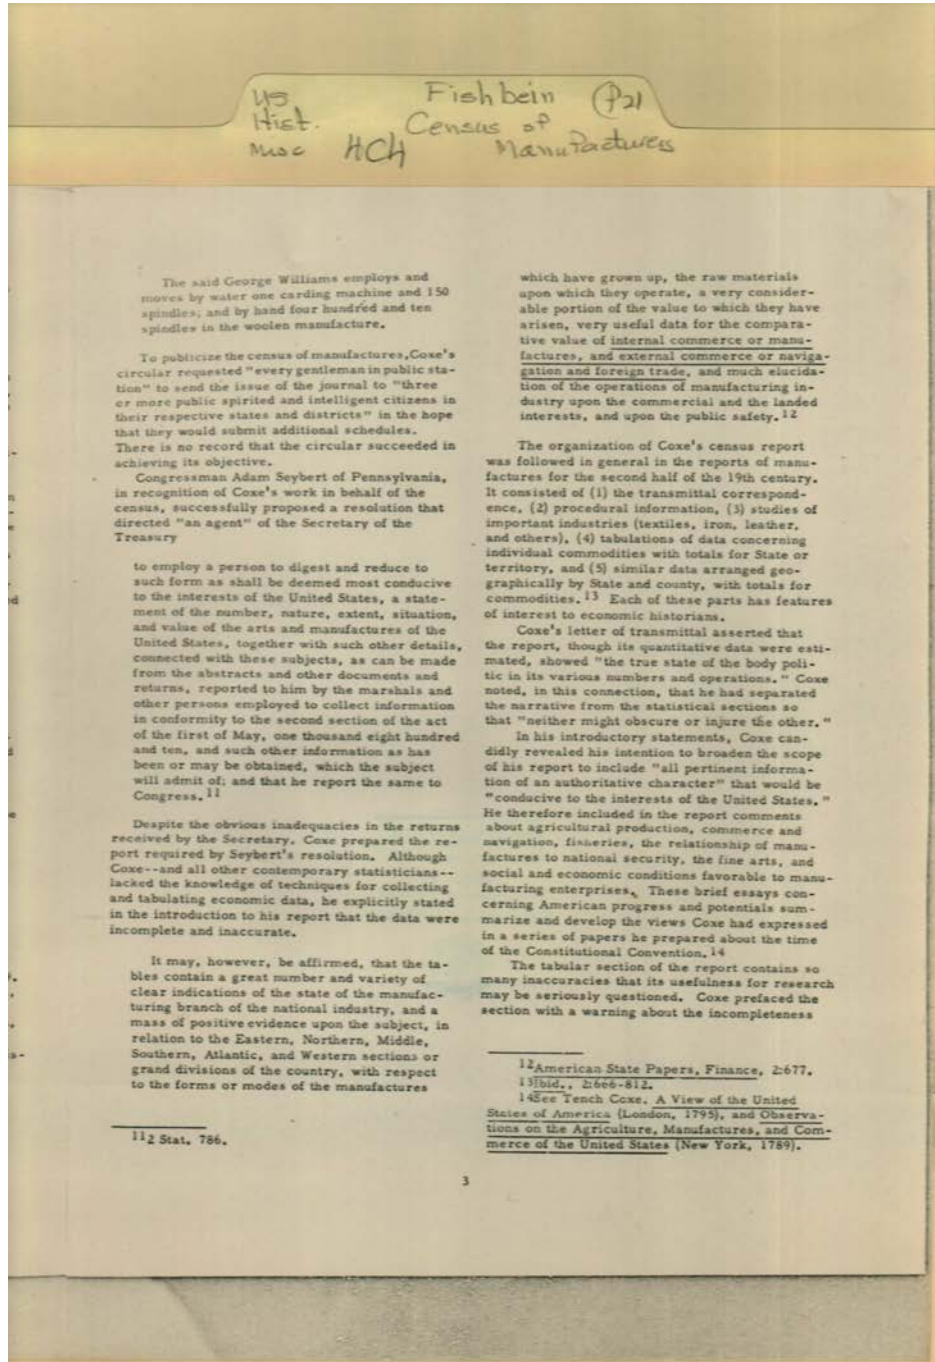 US Fishbein P21
Hist. Census of
Misc HCH Manufactures
The said George Williams employs and
moves by water one carding machine and 150
spindles; and by hand four hundred and ten
spindles in the woolen manufacture.
To publicize the census of manufactures, Coxe's
circular requested "every gentleman in public sta-
tion" to send the issue of the journal to "three
or more public spirited and intelligent citizens in
their respective states and districts" in the hope
that they would submit additional schedules.
There is no record that the circular succeeded in
achieving its objective.
Congressman Adam Seybert of Pennsylvania,
in recognition of Coxe's work in behalf of the
census, successfully proposed a resolution that
directed "an agent" of the Secretary of the
Treasury
to employ a person to digest and reduce to
such form as shall be deemed most conducive
to the interests of the United States, a state-
ment of the number, nature, extent, situation,
and value of the arts and manufactures of the
United States, together with such other details,
connected with these subjects, as can be made
from the abstracts and other documents and
returns, reported to him by the marshals and
other persons employed to collect information
in conformity to the second section of the act
of the first of May, one thousand eight hundred
and ten, and such other information as has
been or may be obtained, which the subject
will admit of; and that he report the same to
Congress.11
Despite the obvious inadequacies in the returns
received by the Secretary. Coxe prepared the re-
port required by Seybert's resolution. Although
Coxe--and all other contemporary statisticians--
lacked the knowledge of techniques for collecting
and tabulating economic data, he explicitly stated
in the introduction to his report that the data were
incomplete and inaccurate.
It may, however, be affirmed, that the ta-
bles contain a great number and variety of
clear indications of the state of the manufac-
turing branch of the national industry, and a
mass of positive evidence upon the subject, in
relation to the Eastern, Northern, Middle,
Southern, Atlantic, and Western sections or
grand divisions of the country, with respect
to the forms or modes of the manufactures
11 2 Stat. 786.
which have grown up, the raw materials
upon which they operate, a very consider-
able portion of the value to which they have
arisen, very useful data for the compara-
tive value of internal commerce or manu-
factures, and external commerce or naviga-
gation and foreign trade, and much elucida-
tion of the operations of manufacturing in-
dustry upon the commercial and the landed
interests, and upon the public safety.12
The organization of Coxe's census report
was followed in general in the reports of manu-
factures for the second half of the 19th century.
It consisted of (1) the transmittal correspond-
ence, (2) procedural information, (3) studies of
important industries (textiles, iron, leather,
and others), (4) tabulations of data concerning
individual commodities with totals for State or
territory, and (5) similar data arranged geo-
graphically by State and county, with totals for
commodities.13 Each of these parts has features
of interest to economic historians.
Coxe's letter of transmittal asserted that
the report, though its quantitative data were esti-
mated, showed "the true state of the body poli-
tic in its various numbers and operations." Coxe
noted, in this connection, that he had separated
the narrative from the statistical sections so
that "neither might obscure or injure the other."
In his introductory statements, Coxe can-
didly revealed his intention to broaden the scope
of his report to include "all pertinent informa-
tion of an authoritative character" that would be
"conducive to the interests of the United States."
He therefore included in the report comments
about agricultural production, commerce and
navigation, fisheries, the relationship of manu-
factures to national security, the fine arts, and
social and economic conditions favorable to manu-
facturing enterprises. These brief essays con-
cerning American progress and potentials sum-
marize and develop the views Coxe had expressed
in a series of papers he prepared about the time
of the Constitutional Convention.14
The tabular section of the report contains so
many inaccuracies that its usefulness for research
may be seriously questioned. Coxe prefaced the
section with a warning about the incompleteness
12American State Papers, Finance, 2:677.
13Ibid., 2:666-812.
14See Tench Coxe, A View of the United
States of America (London, 1795), and Observa-
tions on the Agriculture, Manufactures, and Com-
merce of the United States (New York, 1789).
3